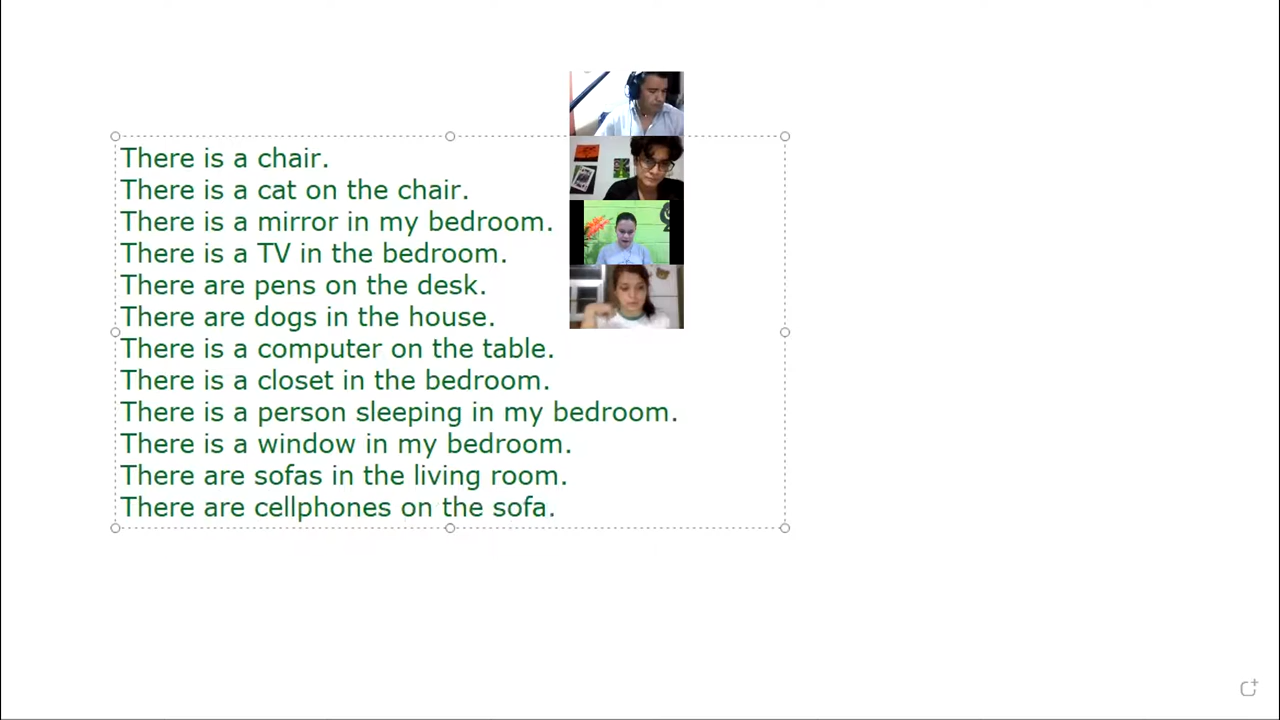 There is a chair.
There is a cat on the chair.
There is a mirror in my bedroom.
There is a TV in the bedroom.
There are pens on the desk.
There are dogs in the house.
There is a computer on the table.
There is a closet in the bedroom.
There is a person sleeping in my bedroom.
There is a window in my bedroom.
There are sofas in the living room.
There are cellphones on the sofa.